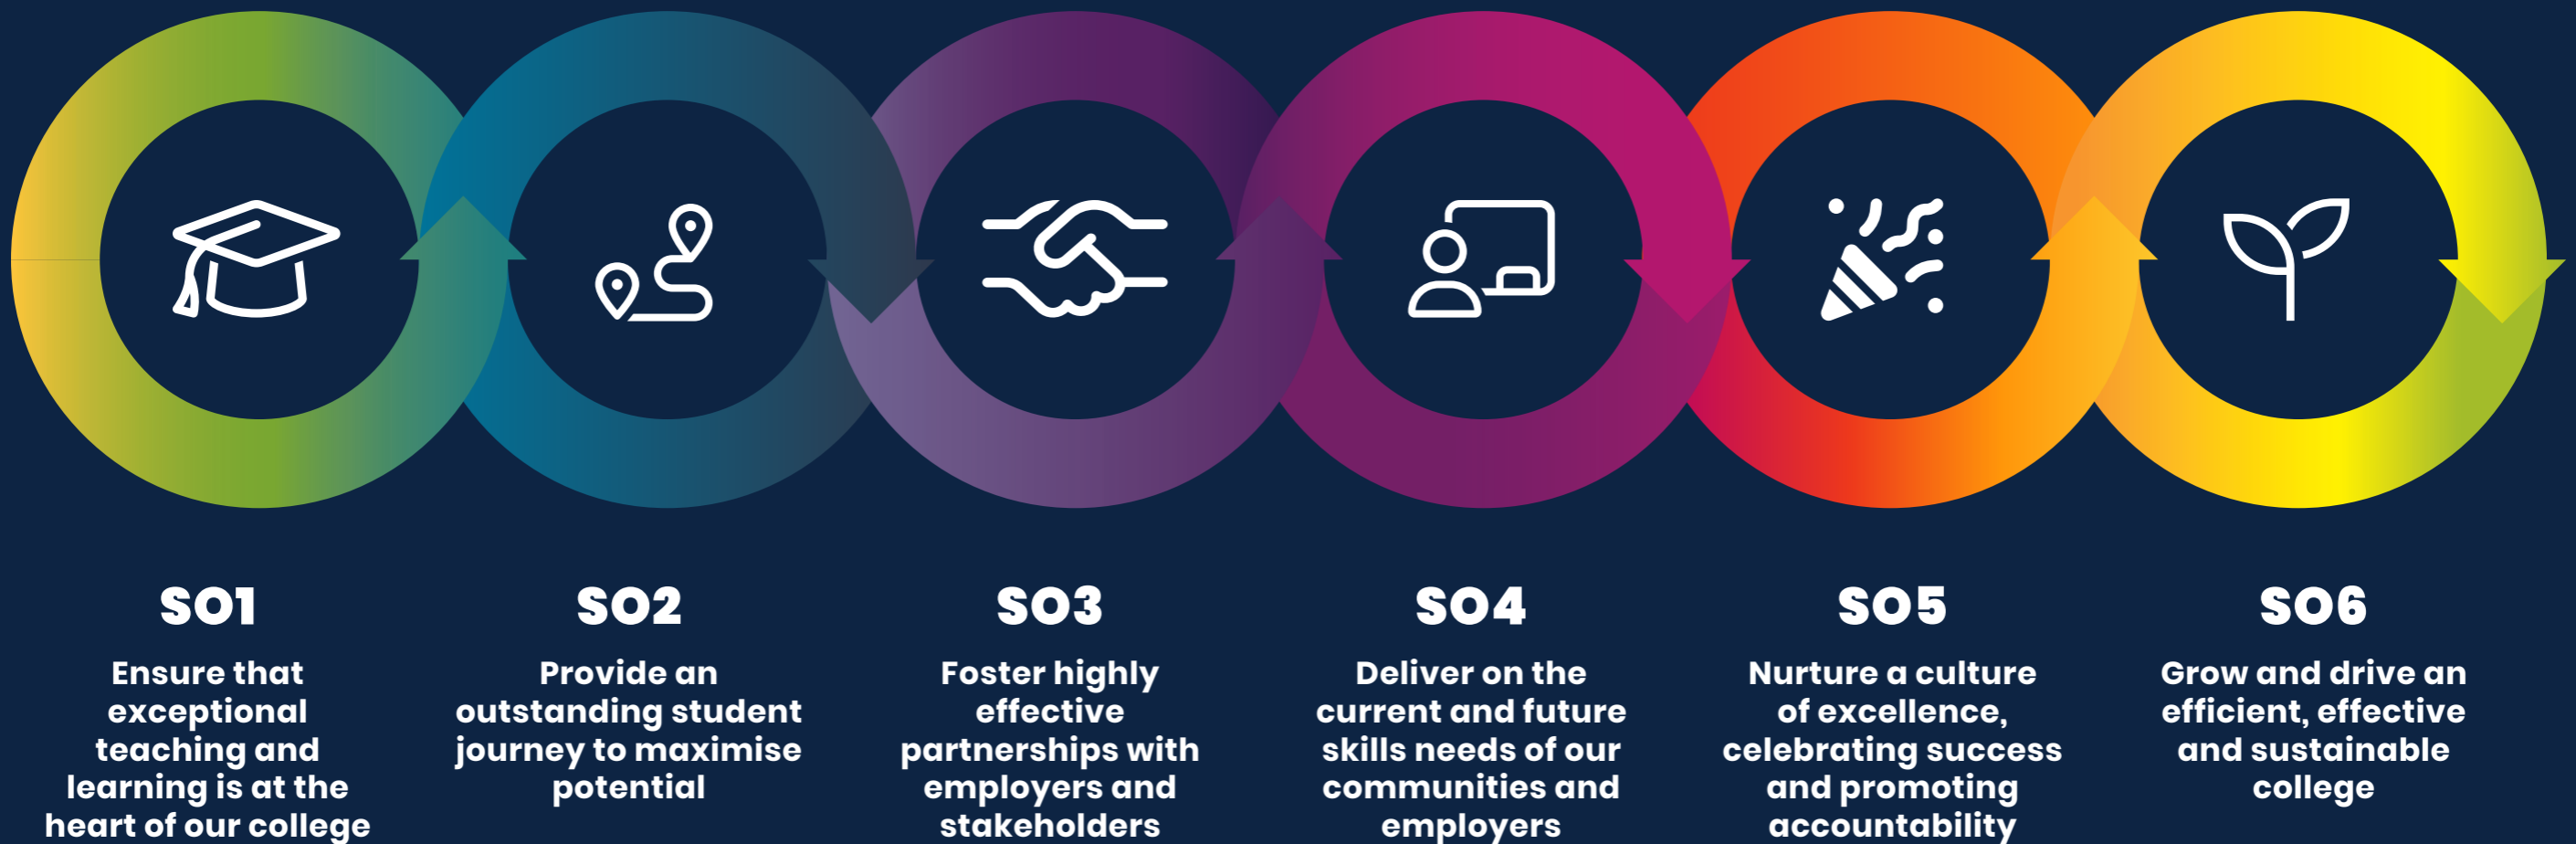 SO1
Ensure that
exceptional
teaching and
learning is at the
heart of our college
SO2
Provide an
outstanding student
journey to maximise
potential
SO3
Foster highly
effective
partnerships with
employers and
stakeholders
SO4
Deliver on the
current and future
skills needs of our
communities and
employers
SO5
Nurture a culture
of excellence,
celebrating success
and promoting
accountability
SO6
Grow and drive an
efficient, effective
and sustainable
college